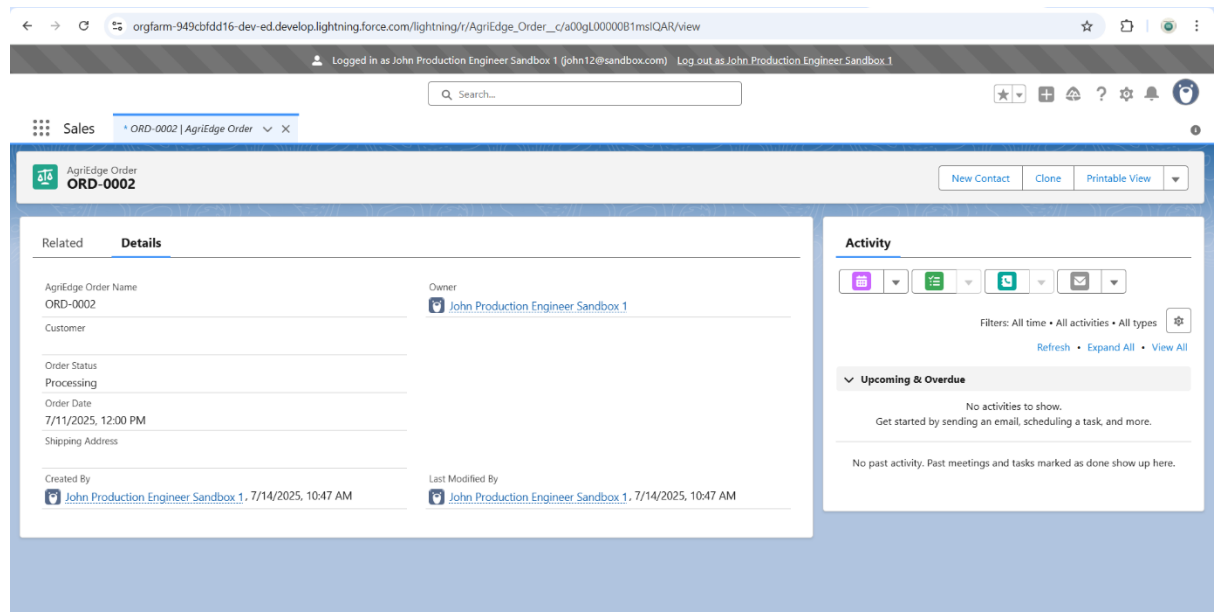 orgfarm-949cbfdd16-dev-ed.develop.lightning.force.com/lightning/r/AgriEdge_Order__c/a00gL00000B1mslQAR/view
Logged in as John Production Engineer Sandbox 1 (john12@sandbox.com) Log out as John Production Engineer Sandbox 1
Search...
Sales
* ORD-0002 | AgriEdge Order
AgriEdge Order
ORD-0002
New Contact
Clone
Printable View
Related
Details
AgriEdge Order Name
ORD-0002
Owner
John Production Engineer Sandbox 1
Customer
Order Status
Processing
Order Date
7/11/2025, 12:00 PM
Shipping Address
Created By
John Production Engineer Sandbox 1, 7/14/2025, 10:47 AM
Last Modified By
John Production Engineer Sandbox 1, 7/14/2025, 10:47 AM
Activity
Filters: All time • All activities • All types
Refresh • Expand All • View All
Upcoming & Overdue
No activities to show.
Get started by sending an email, scheduling a task, and more.
No past activity. Past meetings and tasks marked as done show up here.